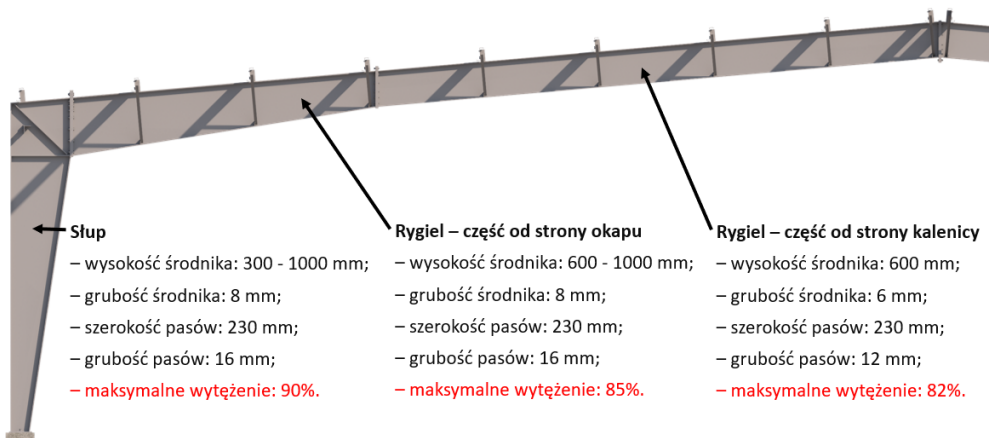 Słup
– wysokość środnika: 300 - 1000 mm;
– grubość środnika: 8 mm;
– szerokość pasów: 230 mm;
– grubość pasów: 16 mm;
– maksymalne wytężenie: 90%.
Rygiel – część od strony okapu
– wysokość środnika: 600 - 1000 mm;
– grubość środnika: 8 mm;
– szerokość pasów: 230 mm;
– grubość pasów: 16 mm;
– maksymalne wytężenie: 85%.
Rygiel – część od strony kalenicy
– wysokość środnika: 600 mm;
– grubość środnika: 6 mm;
– szerokość pasów: 230 mm;
– grubość pasów: 12 mm;
– maksymalne wytężenie: 82%.